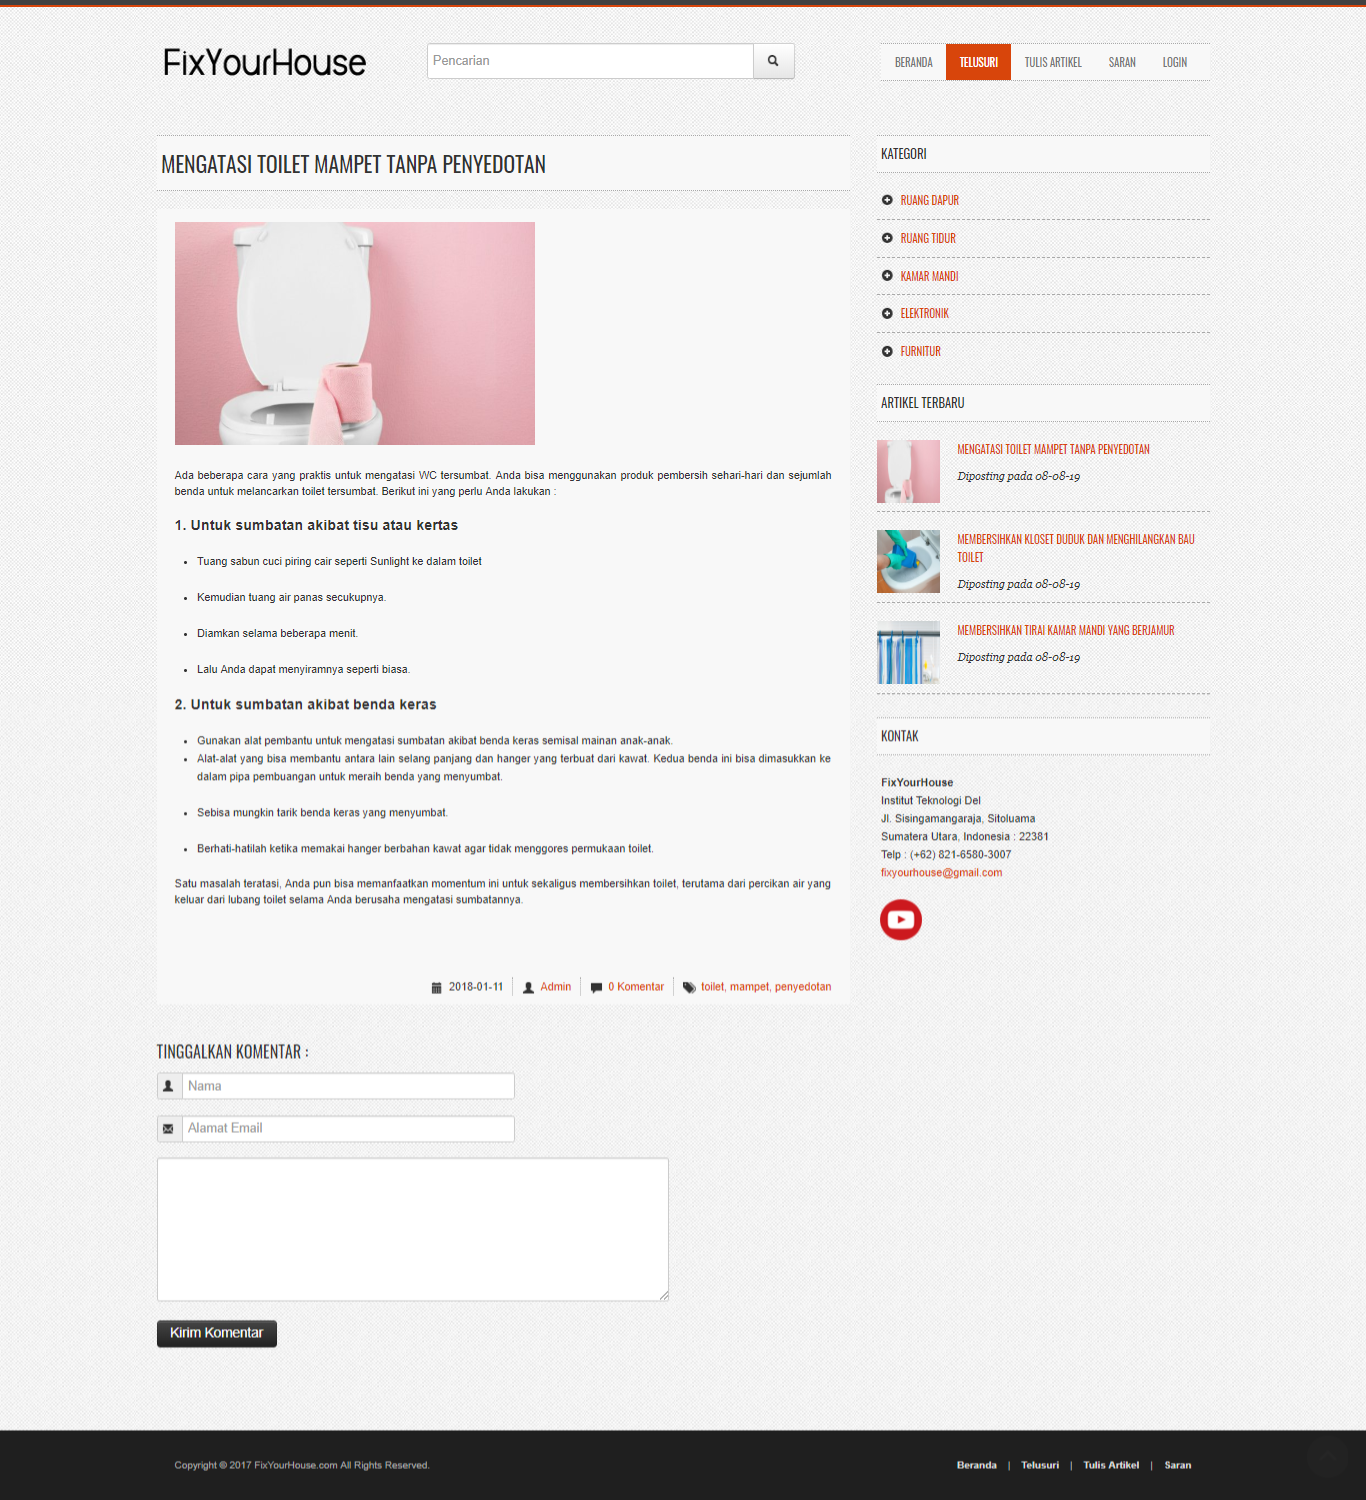 FixYourHouse
Pencarian
BERANDA TELUSURI TULIS ARTIKEL SARAN LOGIN
MENGATASI TOILET MAMPET TANPA PENYEDOTAN
Ada beberapa cara yang praktis untuk mengatasi WC tersumbat. Anda bisa menggunakan produk pembersih sehari-hari dan sejumlah
benda untuk melancarkan toilet tersumbat. Berikut ini yang perlu Anda lakukan :
1. Untuk sumbatan akibat tisu atau kertas
• Tuang sabun cuci piring cair seperti Sunlight ke dalam toilet
• Kemudian tuang air panas secukupnya.
• Diamkan selama beberapa menit.
• Lalu Anda dapat menyiramnya seperti biasa.
2. Untuk sumbatan akibat benda keras
• Gunakan alat pembantu untuk mengatasi sumbatan akibat benda keras semisal mainan anak-anak.
• Alat-alat yang bisa membantu antara lain selang panjang dan hanger yang terbuat dari kawat. Kedua benda ini bisa dimasukkan ke
dalam pipa pembuangan untuk meraih benda yang menyumbat.
• Sebisa mungkin tarik benda keras yang menyumbat.
• Berhati-hatilah ketika memakai hanger berbahan kawat agar tidak menggores permukaan toilet.
Satu masalah teratasi, Anda pun bisa memanfaatkan momentum ini untuk sekaligus membersihkan toilet, terutama dari percikan air yang
keluar dari lubang toilet selama Anda berusaha mengatasi sumbatannya.
2018-01-11 Admin 0 Komentar toilet, mampet, penyedotan
TINGGALKAN KOMENTAR :
Nama
Alamat Email
Kirim Komentar
KATEGORI
RUANG DAPUR
RUANG TIDUR
KAMAR MANDI
ELEKTRONIK
FURNITUR
ARTIKEL TERBARU
MENGATASI TOILET MAMPET TANPA PENYEDOTAN
Diposting pada 08-08-19
MEMBERSIHKAN KLOSET DUDUK DAN MENGHILANGKAN BAU
TOILET
Diposting pada 08-08-19
MEMBERSIHKAN TIRAI KAMAR MANDI YANG BERJAMUR
Diposting pada 08-08-19
KONTAK
FixYourHouse
Institut Teknologi Del
Jl. Sisingamangaraja, Sitoluama
Sumatera Utara, Indonesia : 22381
Telp : (+62) 821-6580-3007
fixyourhouse@gmail.com
Copyright © 2017 FixYourHouse.com All Rights Reserved.
Beranda | Telusuri | Tulis Artikel | Saran